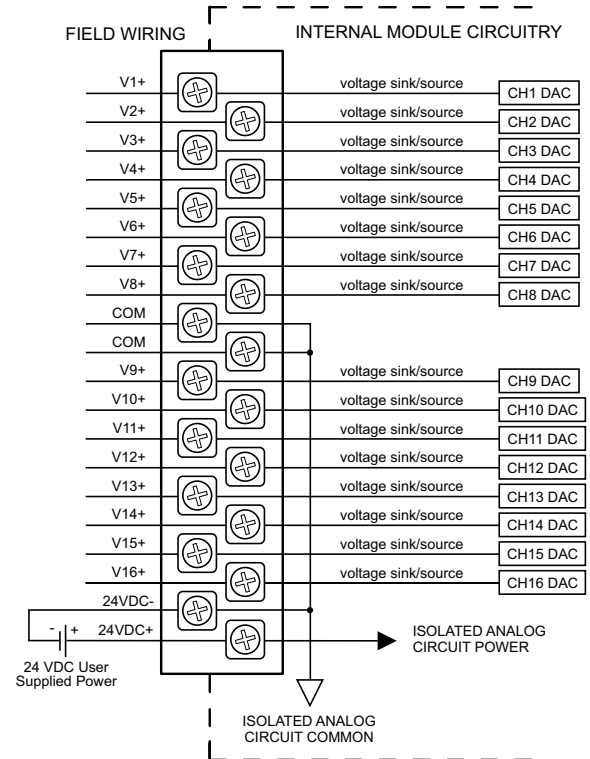 FIELD WIRING
INTERNAL MODULE CIRCUITRY
V1+ voltage sink/source CH1 DAC
V2+ voltage sink/source CH2 DAC
V3+ voltage sink/source CH3 DAC
V4+ voltage sink/source CH4 DAC
V5+ voltage sink/source CH5 DAC
V6+ voltage sink/source CH6 DAC
V7+ voltage sink/source CH7 DAC
V8+ voltage sink/source CH8 DAC
COM
COM
V9+ voltage sink/source CH9 DAC
V10+ voltage sink/source CH10 DAC
V11+ voltage sink/source CH11 DAC
V12+ voltage sink/source CH12 DAC
V13+ voltage sink/source CH13 DAC
V14+ voltage sink/source CH14 DAC
V15+ voltage sink/source CH15 DAC
V16+ voltage sink/source CH16 DAC
24VDC-
- + 24VDC+
24 VDC User
Supplied Power
ISOLATED ANALOG
CIRCUIT POWER
ISOLATED ANALOG
CIRCUIT COMMON